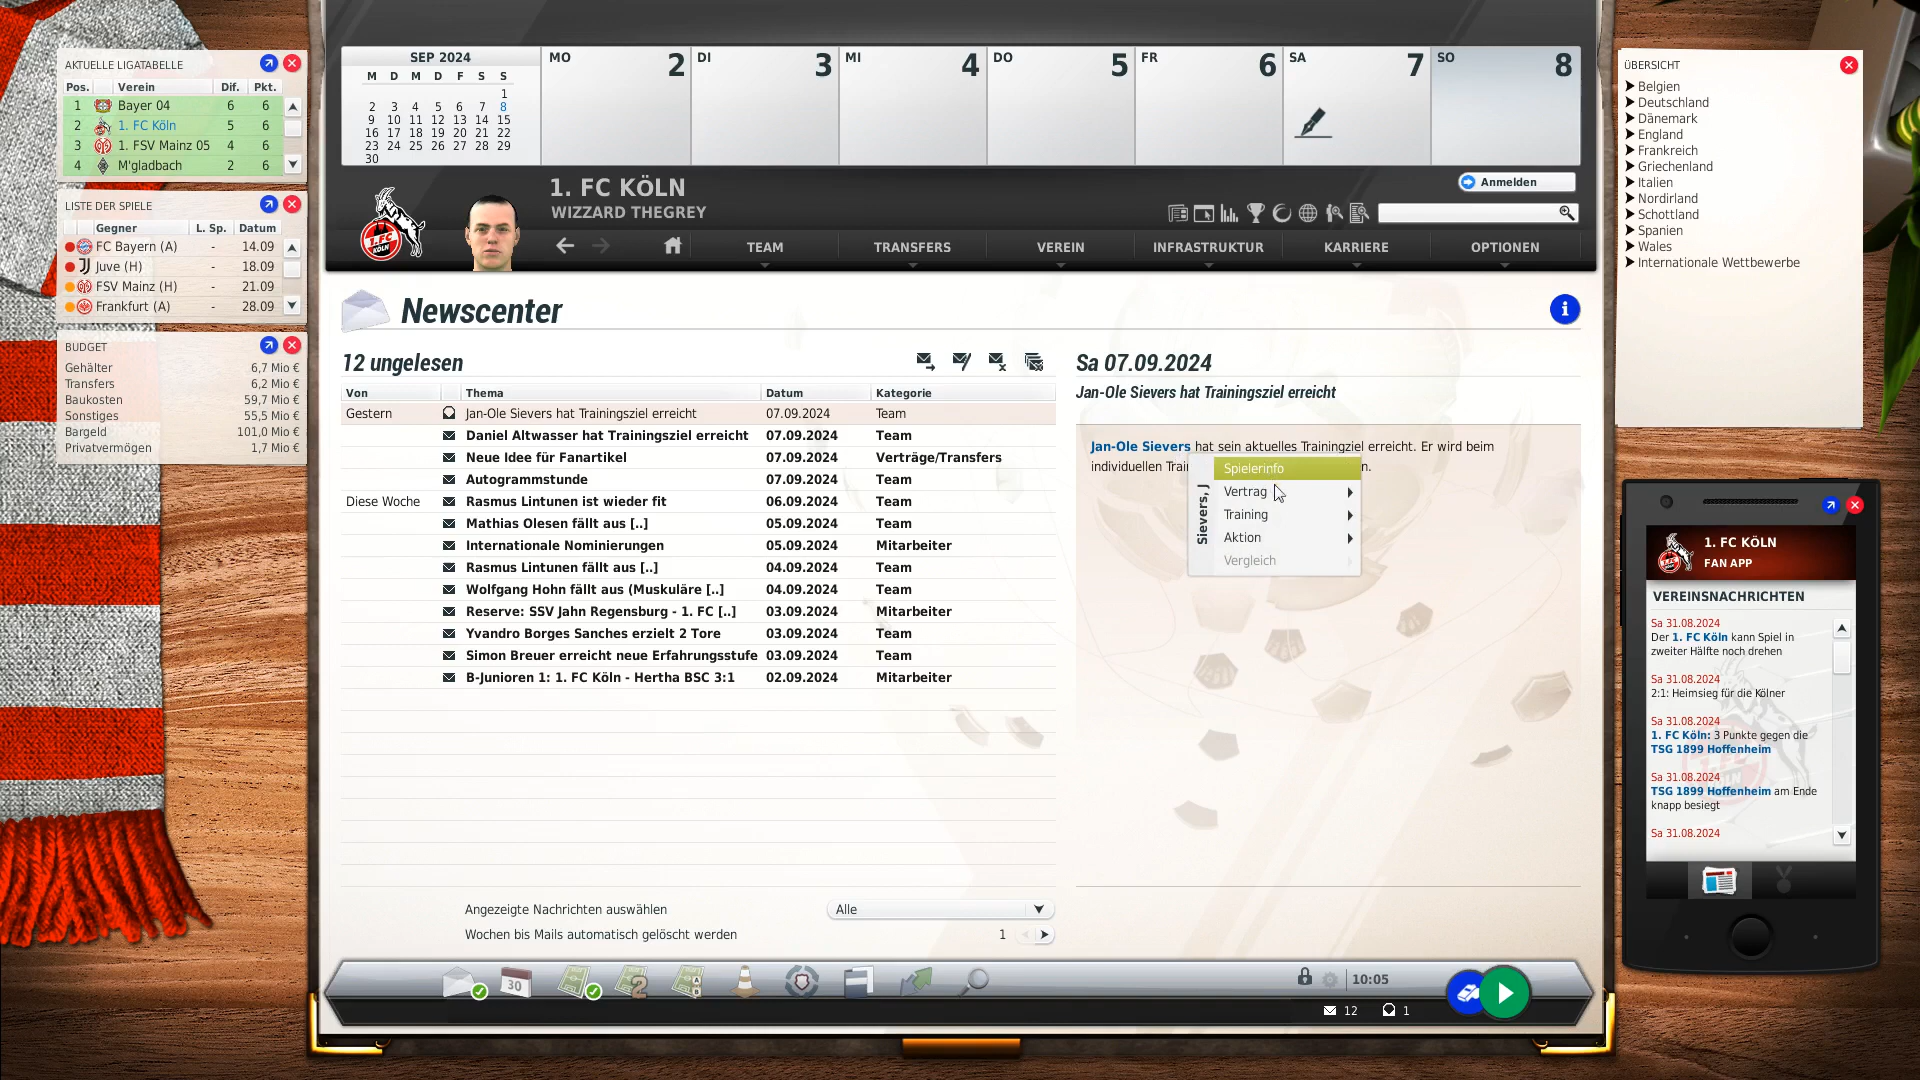 AKTUELLE LIGATABELLE
Pos. Verein Dif. Pkt.
1 Bayer 04 6 6
2 1. FC Köln 5 6
3 1. FSV Mainz 05 4 6
4 M'gladbach 2 6
LISTE DER SPIELE
Gegner L. Sp. Datum
FC Bayern (A) - 14.09
Juve (H) - 18.09
FSV Mainz (H) - 21.09
Frankfurt (A) - 28.09
BUDGET
Gehälter 6,7 Mio €
Transfers 6,2 Mio €
Baukosten 59,7 Mio €
Sonstiges 55,5 Mio €
Bargeld 101,0 Mio €
Privatvermögen 1,7 Mio €
SEP 2024
M D M D F S S
1
2 3 4 5 6 7 8
9 10 11 12 13 14 15
16 17 18 19 20 21 22
23 24 25 26 27 28 29
30
MO 2 DI 3 MI 4 DO 5 FR 6 SA 7 SO 8
1. FC KÖLN
WIZZARD THEGREY
Anmelden
TEAM TRANSFERS VEREIN INFRASTRUKTUR KARRIERE OPTIONEN
Newscenter
12 ungelesen
Von Thema Datum Kategorie
Gestern Jan-Ole Sievers hat Trainingsziel erreicht 07.09.2024 Team
Daniel Altwasser hat Trainingsziel erreicht 07.09.2024 Team
Neue Idee für Fanartikel 07.09.2024 Verträge/Transfers
Autogrammstunde 07.09.2024 Team
Diese Woche Rasmus Lintunen ist wieder fit 06.09.2024 Team
Mathias Olesen fällt aus [..] 05.09.2024 Team
Internationale Nominierungen 05.09.2024 Mitarbeiter
Rasmus Lintunen fällt aus [..] 04.09.2024 Team
Wolfgang Hohn fällt aus (Muskuläre [..] 04.09.2024 Team
Reserve: SSV Jahn Regensburg - 1. FC [..] 03.09.2024 Mitarbeiter
Yvandro Borges Sanches erzielt 2 Tore 03.09.2024 Team
Simon Breuer erreicht neue Erfahrungsstufe 03.09.2024 Team
B-Junioren 1: 1. FC Köln - Hertha BSC 3:1 02.09.2024 Mitarbeiter
Angezeigte Nachrichten auswählen Alle
Wochen bis Mails automatisch gelöscht werden 1
Sa 07.09.2024
Jan-Ole Sievers hat Trainingsziel erreicht
Jan-Ole Sievers hat sein aktuelles Trainingziel erreicht. Er wird beim
individuellen Trai n.
Sievers, J
Spielerinfo
Vertrag
Training
Aktion
Vergleich
30
2
10:05
12 1
ÜBERSICHT
Belgien
Deutschland
Dänemark
England
Frankreich
Griechenland
Italien
Nordirland
Schottland
Spanien
Wales
Internationale Wettbewerbe
1. FC KÖLN
FAN APP
VEREINSNACHRICHTEN
Sa 31.08.2024
Der 1. FC Köln kann Spiel in
zweiter Hälfte noch drehen
Sa 31.08.2024
2:1: Heimsieg für die Kölner
Sa 31.08.2024
1. FC Köln: 3 Punkte gegen die
TSG 1899 Hoffenheim
Sa 31.08.2024
TSG 1899 Hoffenheim am Ende
knapp besiegt
Sa 31.08.2024